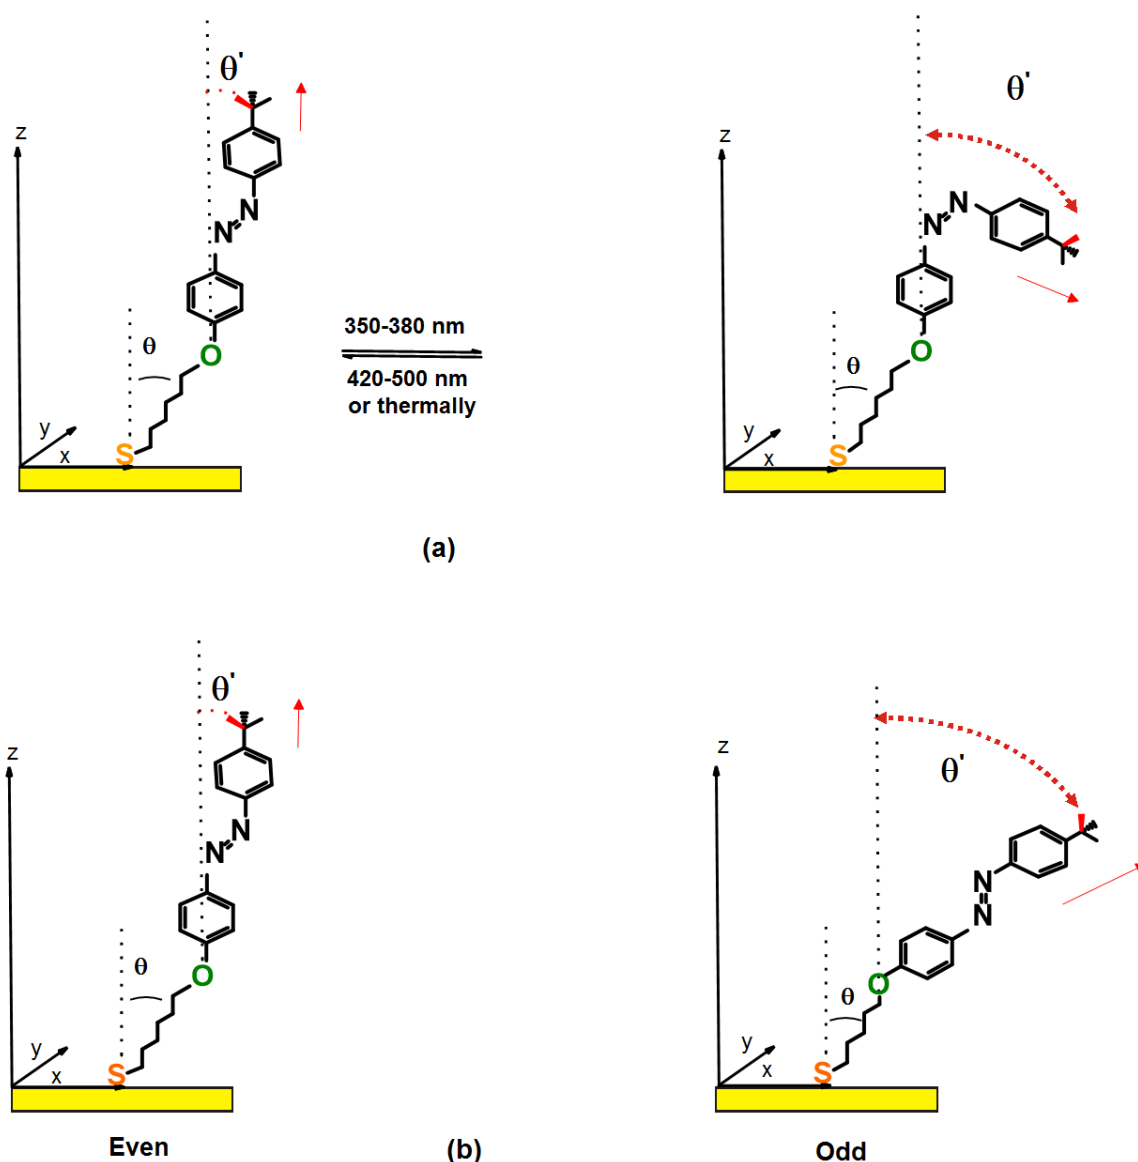 θ'
θ'
z
z
N
N
N
N
θ
350-380 nm
O
O
θ
420-500 nm
or thermally
y
y
x
S
x
S
(a)
θ'
θ'
z
z
N
N
N
N
O
O
θ
θ
y
y
x
S
x
S
Even
(b)
Odd